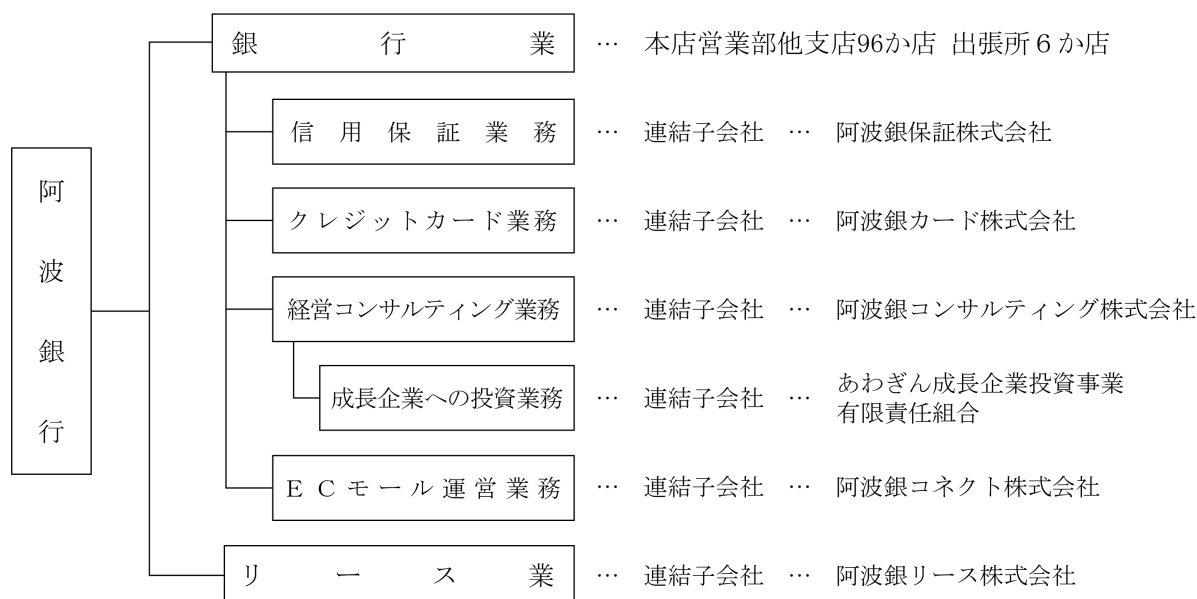 阿波銀行
銀行業 … 本店営業部他支店96か店 出張所６か店
信用保証業務 … 連結子会社 … 阿波銀保証株式会社
クレジットカード業務 … 連結子会社 … 阿波銀カード株式会社
経営コンサルティング業務 … 連結子会社 … 阿波銀コンサルティング株式会社
成長企業への投資業務 … 連結子会社 … あわぎん成長企業投資事業
有限責任組合
ＥＣモール運営業務 … 連結子会社 … 阿波銀コネクト株式会社
リース業 … 連結子会社 … 阿波銀リース株式会社